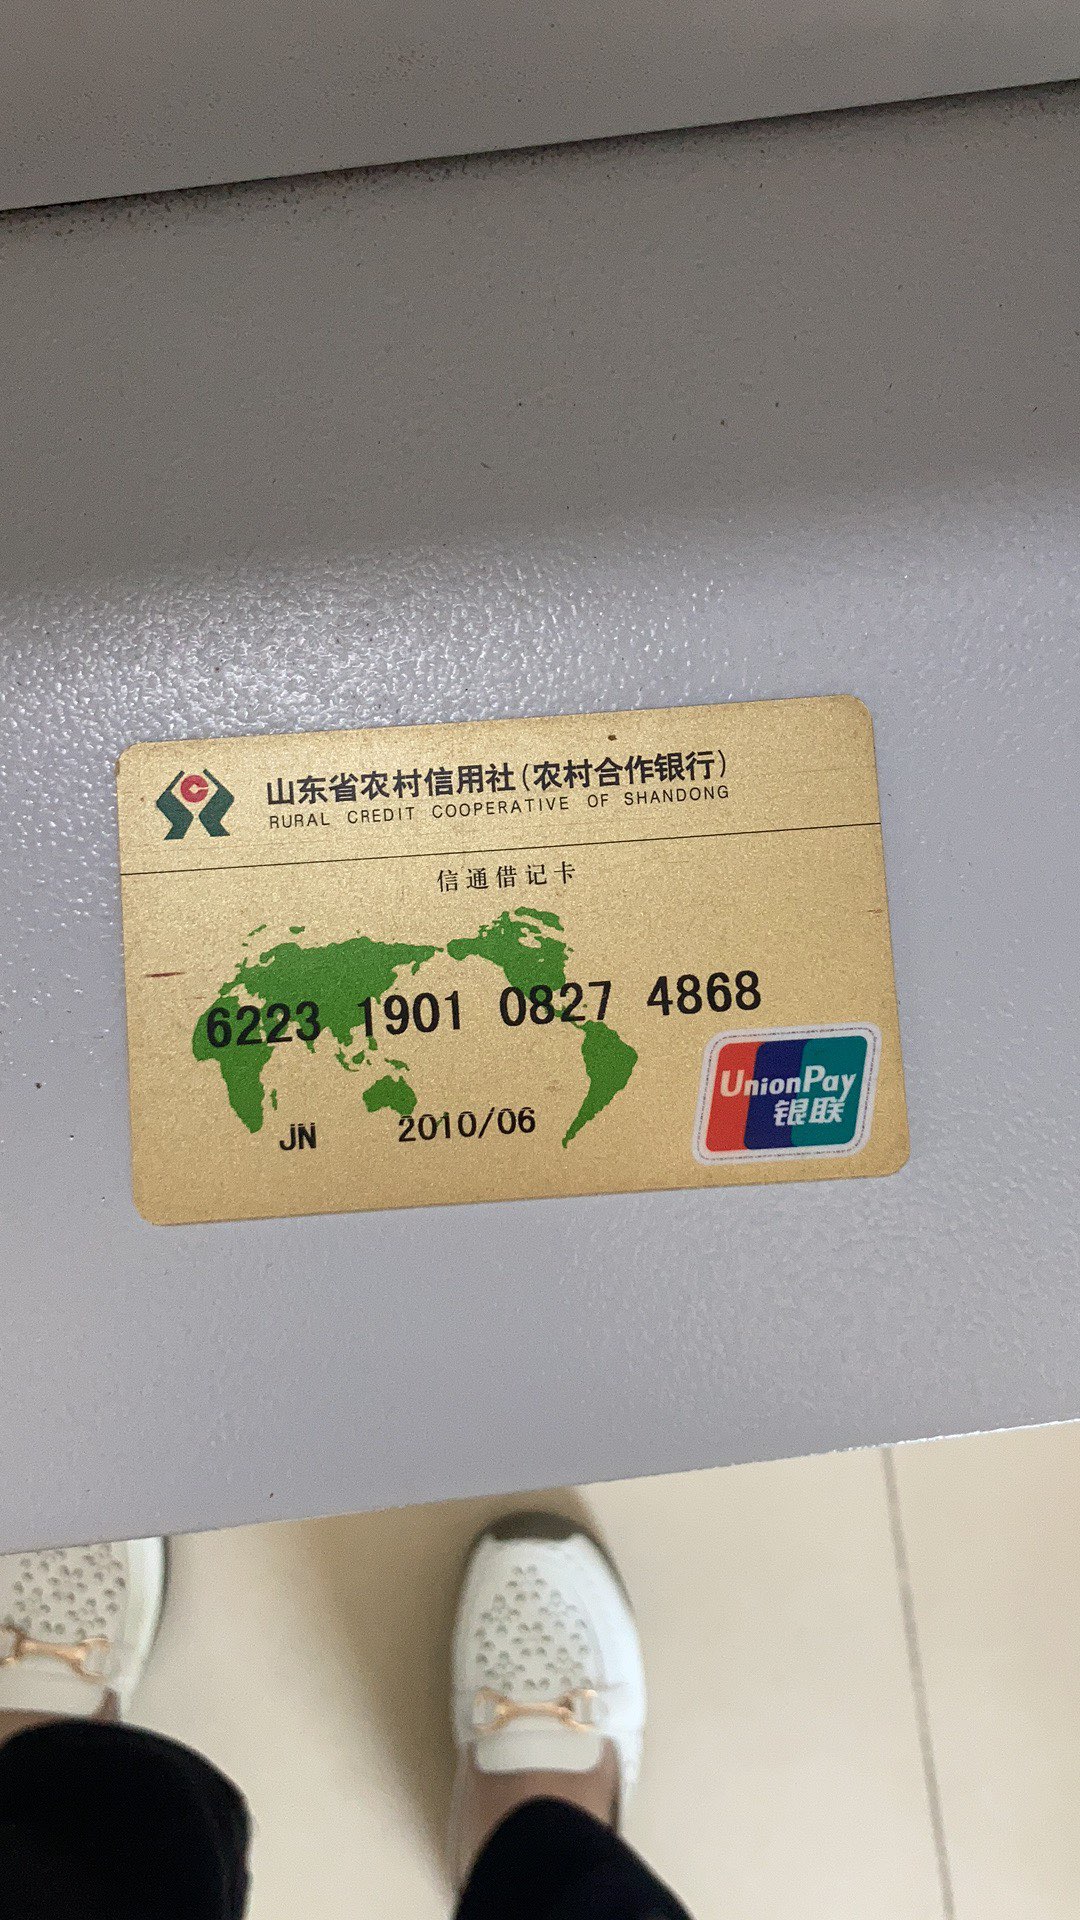 山东省农村信用社(农村合作银行)
RURAL CREDIT COOPERATIVE OF SHANDONG
信通借记卡
6223 1901 0827 4868
JN 2010/06
UnionPay
银联